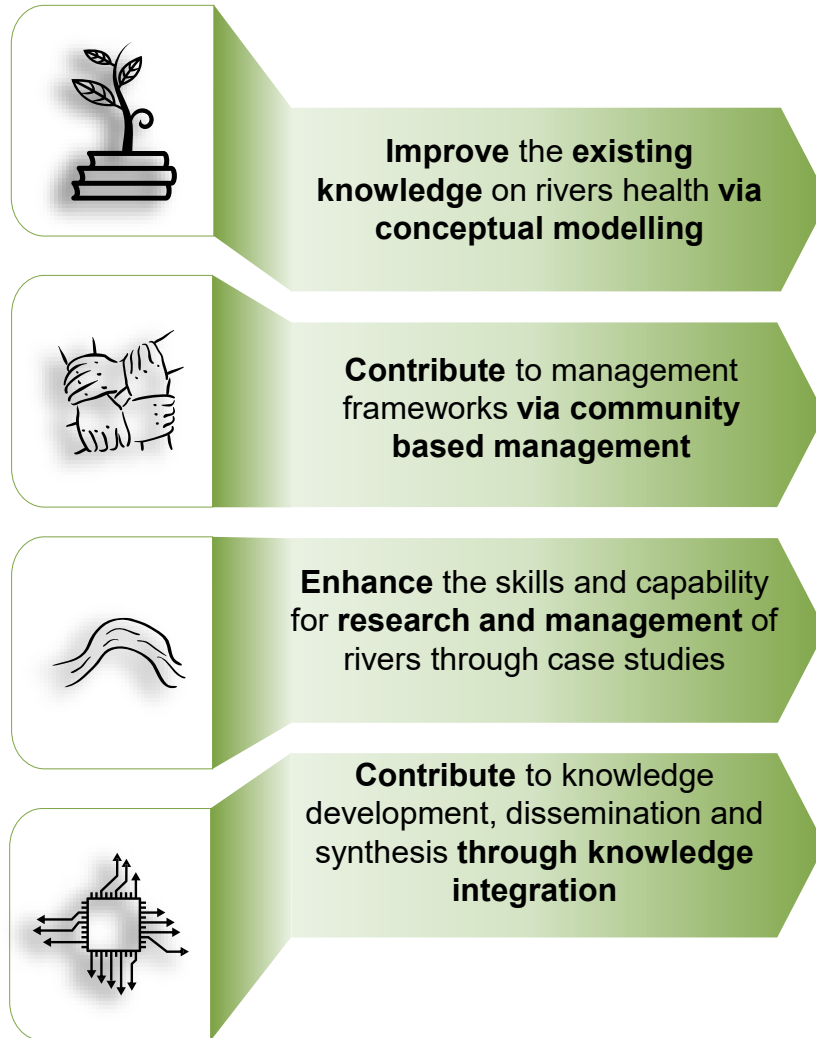 Improve the existing
knowledge on rivers health via
conceptual modelling
Contribute to management
frameworks via community
based management
Enhance the skills and capability
for research and management of
rivers through case studies
Contribute to knowledge
development, dissemination and
synthesis through knowledge
integration